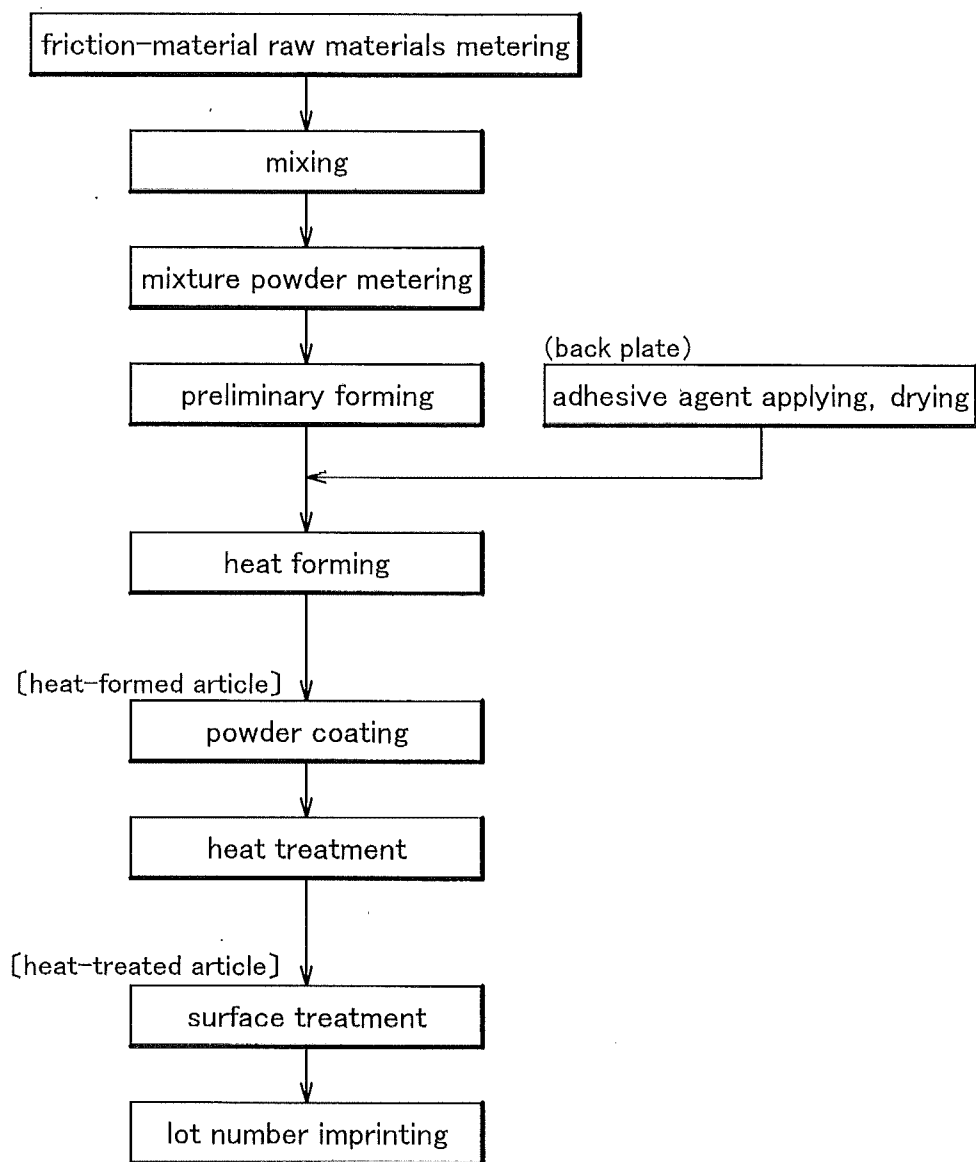 friction-material raw materials metering
mixing
mixture powder metering
(back plate)
preliminary forming
adhesive agent applying, drying
heat forming
〔heat-formed article〕
powder coating
heat treatment
〔heat-treated article〕
surface treatment
lot number imprinting